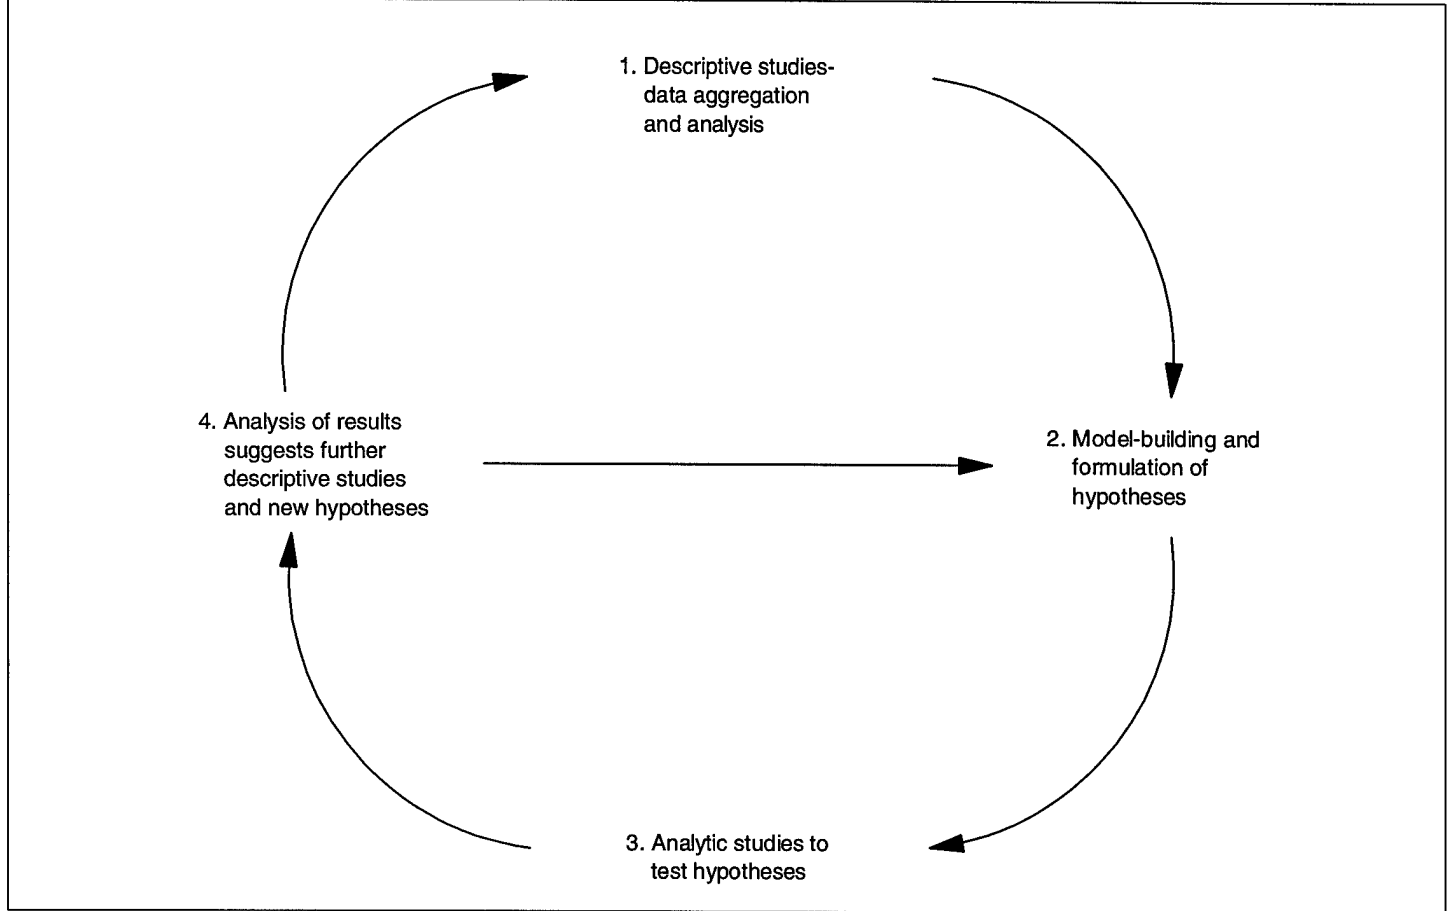 1. Descriptive studies-
data aggregation
and analysis
4. Analysis of results
suggests further
descriptive studies
and new hypotheses
2. Model-building and
formulation of
hypotheses
3. Analytic studies to
test hypotheses